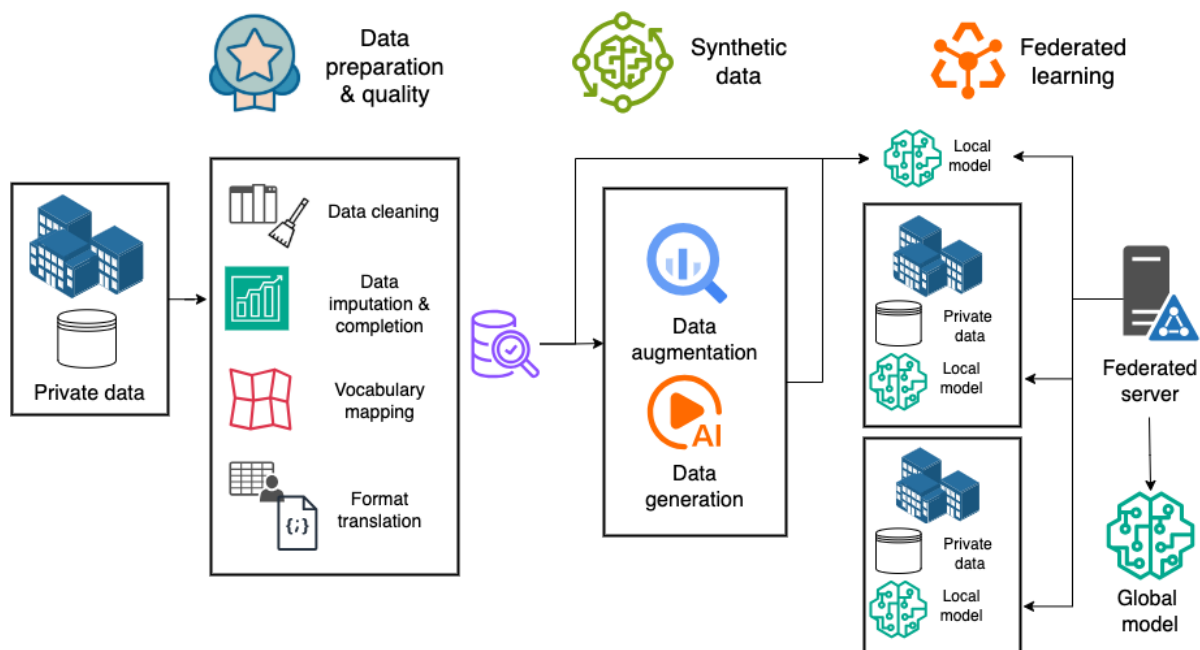 Data
preparation
& quality
Synthetic
data
Federated
learning
Private data
Data cleaning
Data
imputation &
completion
Vocabulary
mapping
Format
translation
{;}
Data
augmentation
AI
Data
generation
Local
model
Private
data
Local
model
Private
data
Local
model
Federated
server
Global
model